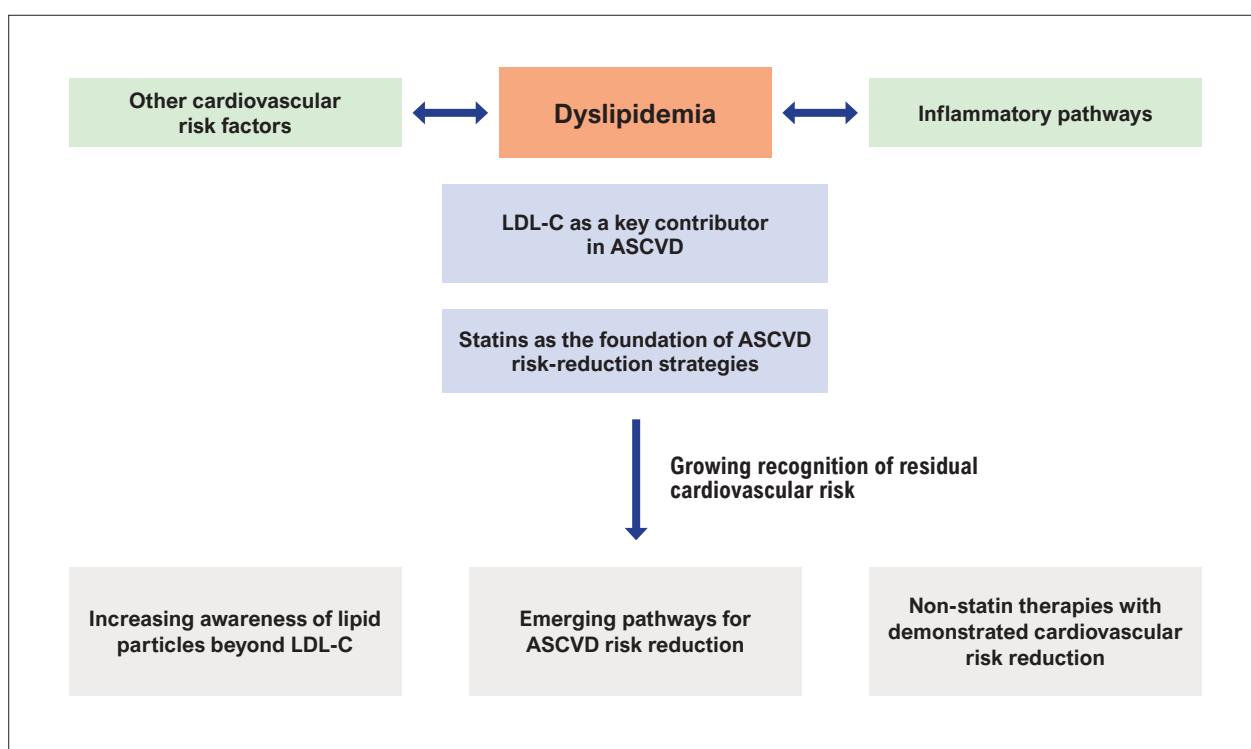 Other cardiovascular
risk factors
Dyslipidemia
Inflammatory pathways
LDL-C as a key contributor
in ASCVD
Statins as the foundation of ASCVD
risk-reduction strategies
Growing recognition of residual
cardiovascular risk
Increasing awareness of lipid
particles beyond LDL-C
Emerging pathways for
ASCVD risk reduction
Non-statin therapies with
demonstrated cardiovascular
risk reduction